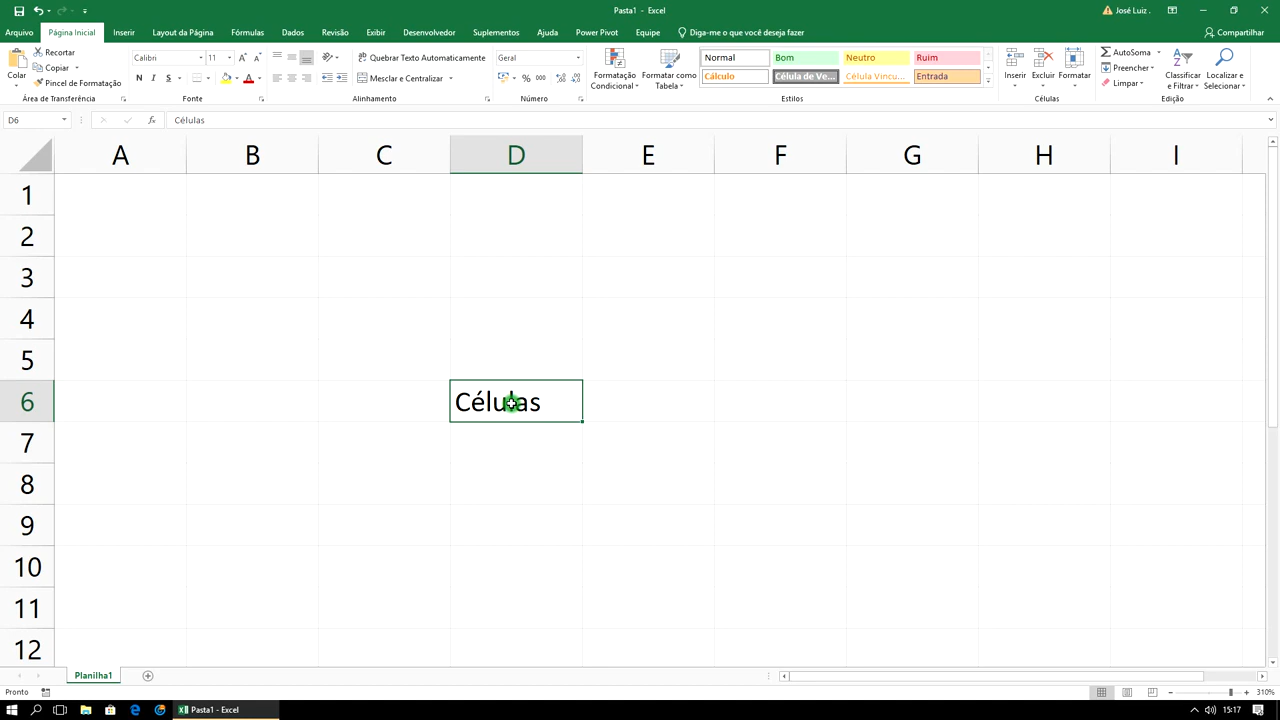 Pasta1 - Excel
José Luiz .
Arquivo Página Inicial Inserir Layout da Página Fórmulas Dados Revisão Exibir Desenvolvedor Suplementos Ajuda Power Pivot Equipe Diga-me o que você deseja fazer Compartilhar
Colar
Recortar
Copiar
Pincel de Formatação
Área de Transferência
Calibri 11
N I S
Fonte
Quebrar Texto Automaticamente
Mesclar e Centralizar
Alinhamento
Geral
% 000
Número
Formatação Condicional
Formatar como Tabela
Normal Bom Neutro Ruim
Cálculo Célula de Ve... Célula Vincu... Entrada
Estilos
Inserir Excluir Formatar
Células
AutoSoma
Preencher
Limpar
Classificar e Filtrar
Localizar e Selecionar
Edição
D6 fx Células
A B C D E F G H I
1
2
3
4
5
6 Células
7
8
9
10
11
12
Planilha1
Pronto 310%
Pasta1 - Excel 15:17